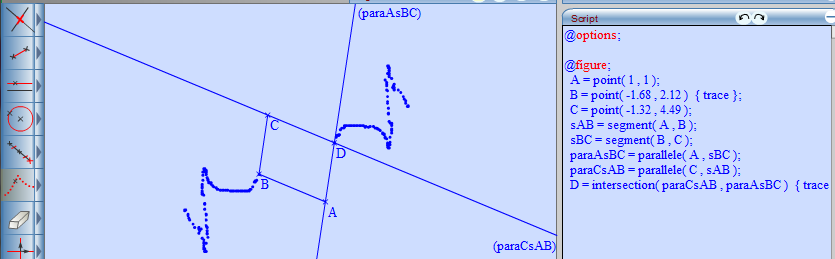 (paraAsBC)
C
D
B
A
(paraCsAB)
Script
@options;
@figure;
A = point( 1 , 1 );
B = point( -1.68 , 2.12 ) { trace };
C = point( -1.32 , 4.49 );
sAB = segment( A , B );
sBC = segment( B , C );
paraAsBC = parallele( A , sBC );
paraCsAB = parallele( C , sAB );
D = intersection( paraCsAB , paraAsBC ) { trace